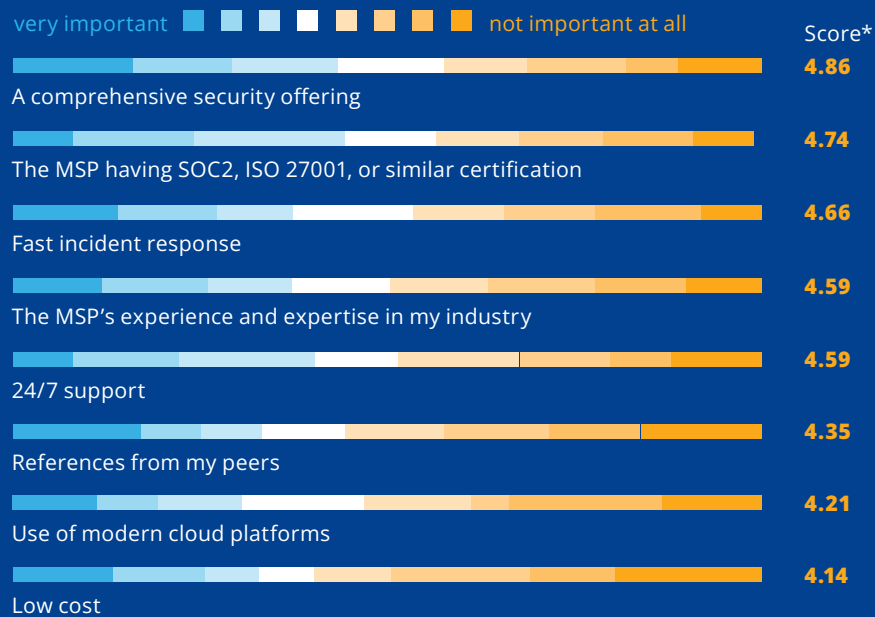 very important not important at all
Score*
4.86
A comprehensive security offering
4.74
The MSP having SOC2, ISO 27001, or similar certification
4.66
Fast incident response
4.59
The MSP’s experience and expertise in my industry
4.59
24/7 support
4.35
References from my peers
4.21
Use of modern cloud platforms
4.14
Low cost